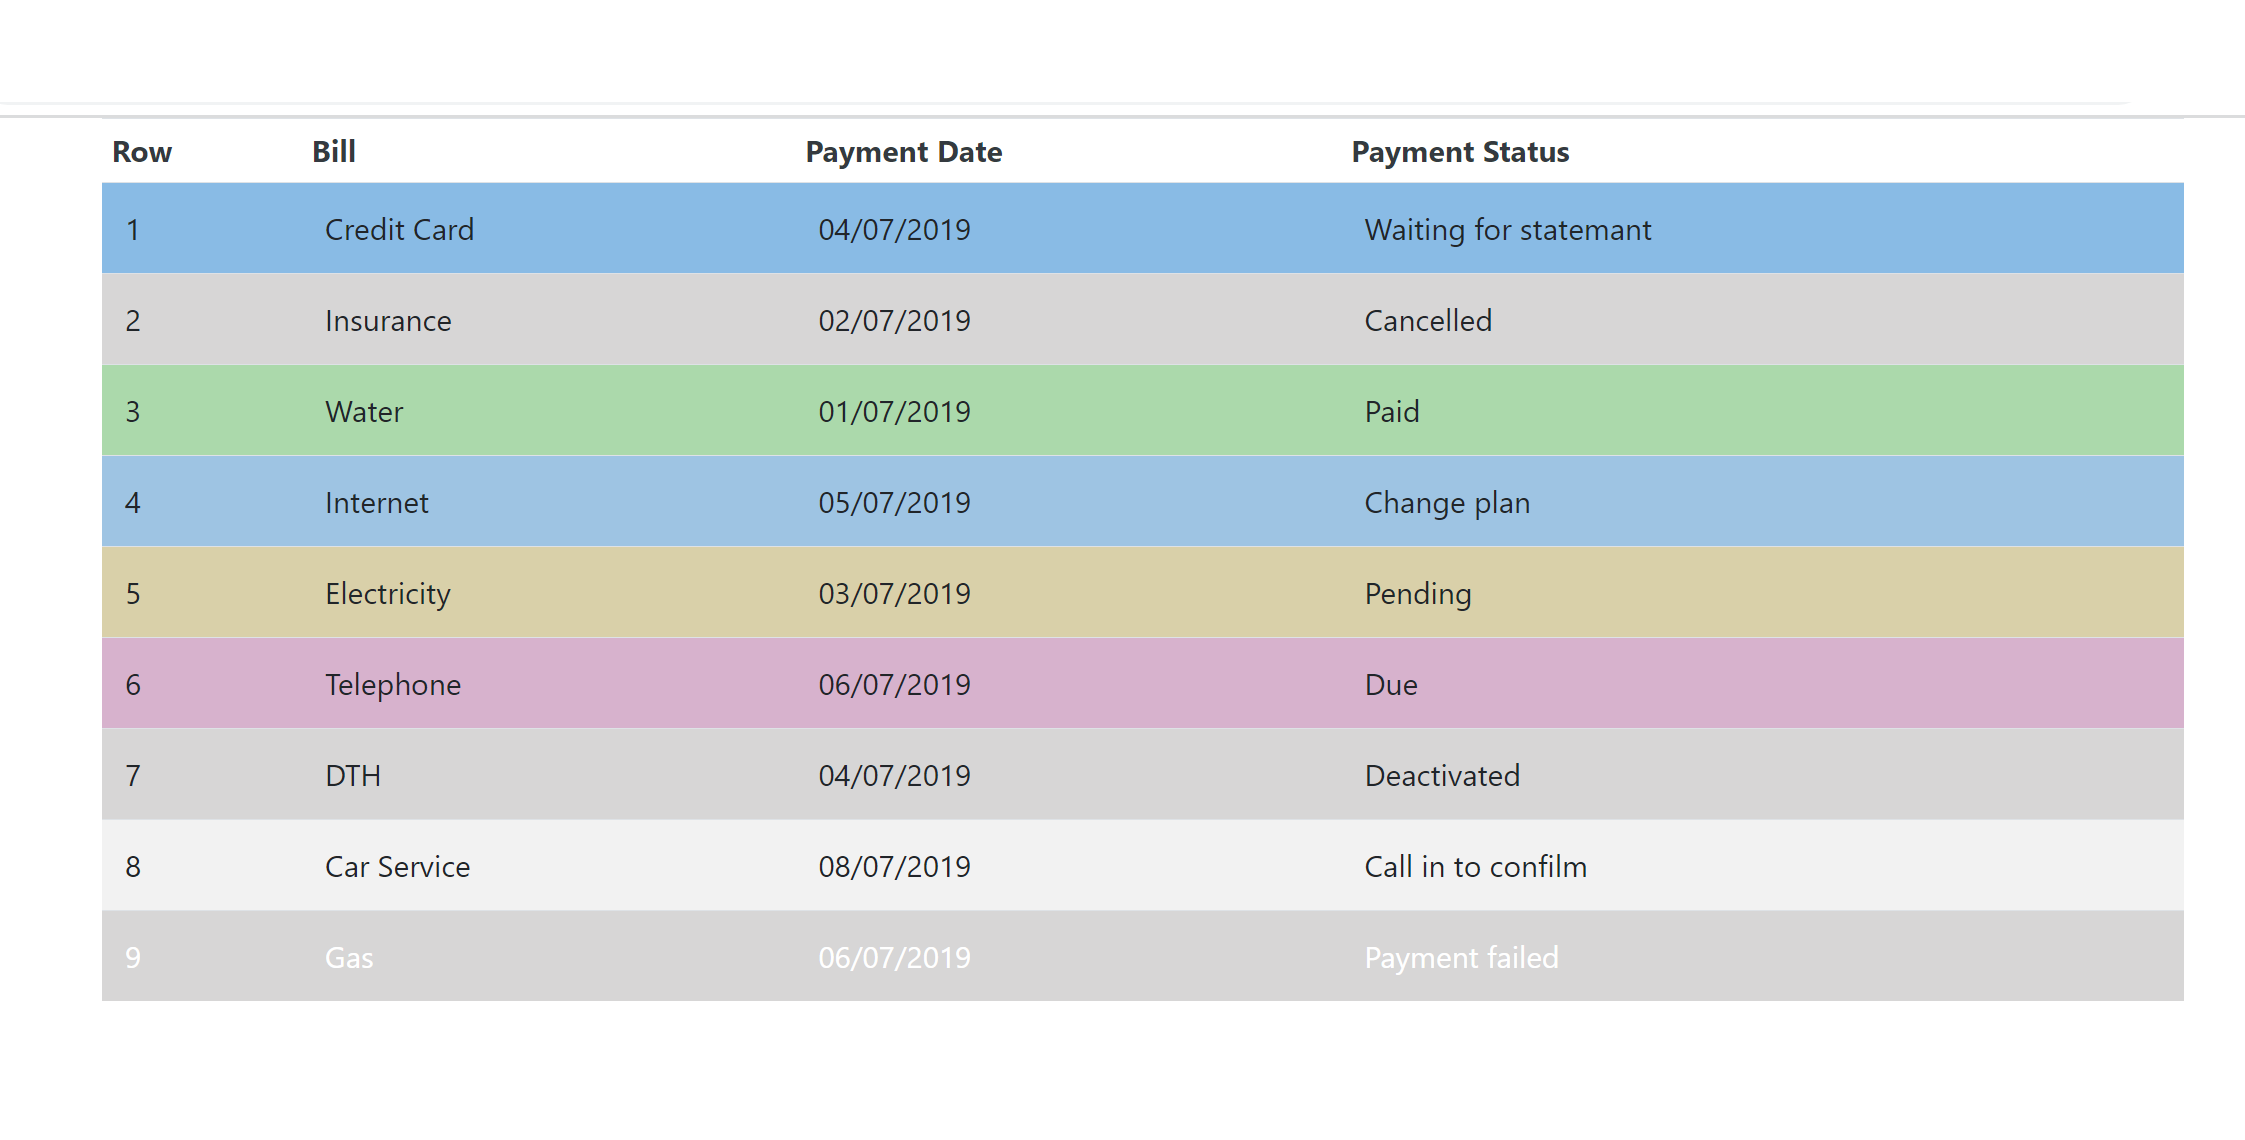 Row Bill Payment Date Payment Status
1 Credit Card 04/07/2019 Waiting for statemant
2 Insurance 02/07/2019 Cancelled
3 Water 01/07/2019 Paid
4 Internet 05/07/2019 Change plan
5 Electricity 03/07/2019 Pending
6 Telephone 06/07/2019 Due
7 DTH 04/07/2019 Deactivated
8 Car Service 08/07/2019 Call in to confilm
9 Gas 06/07/2019 Payment failed